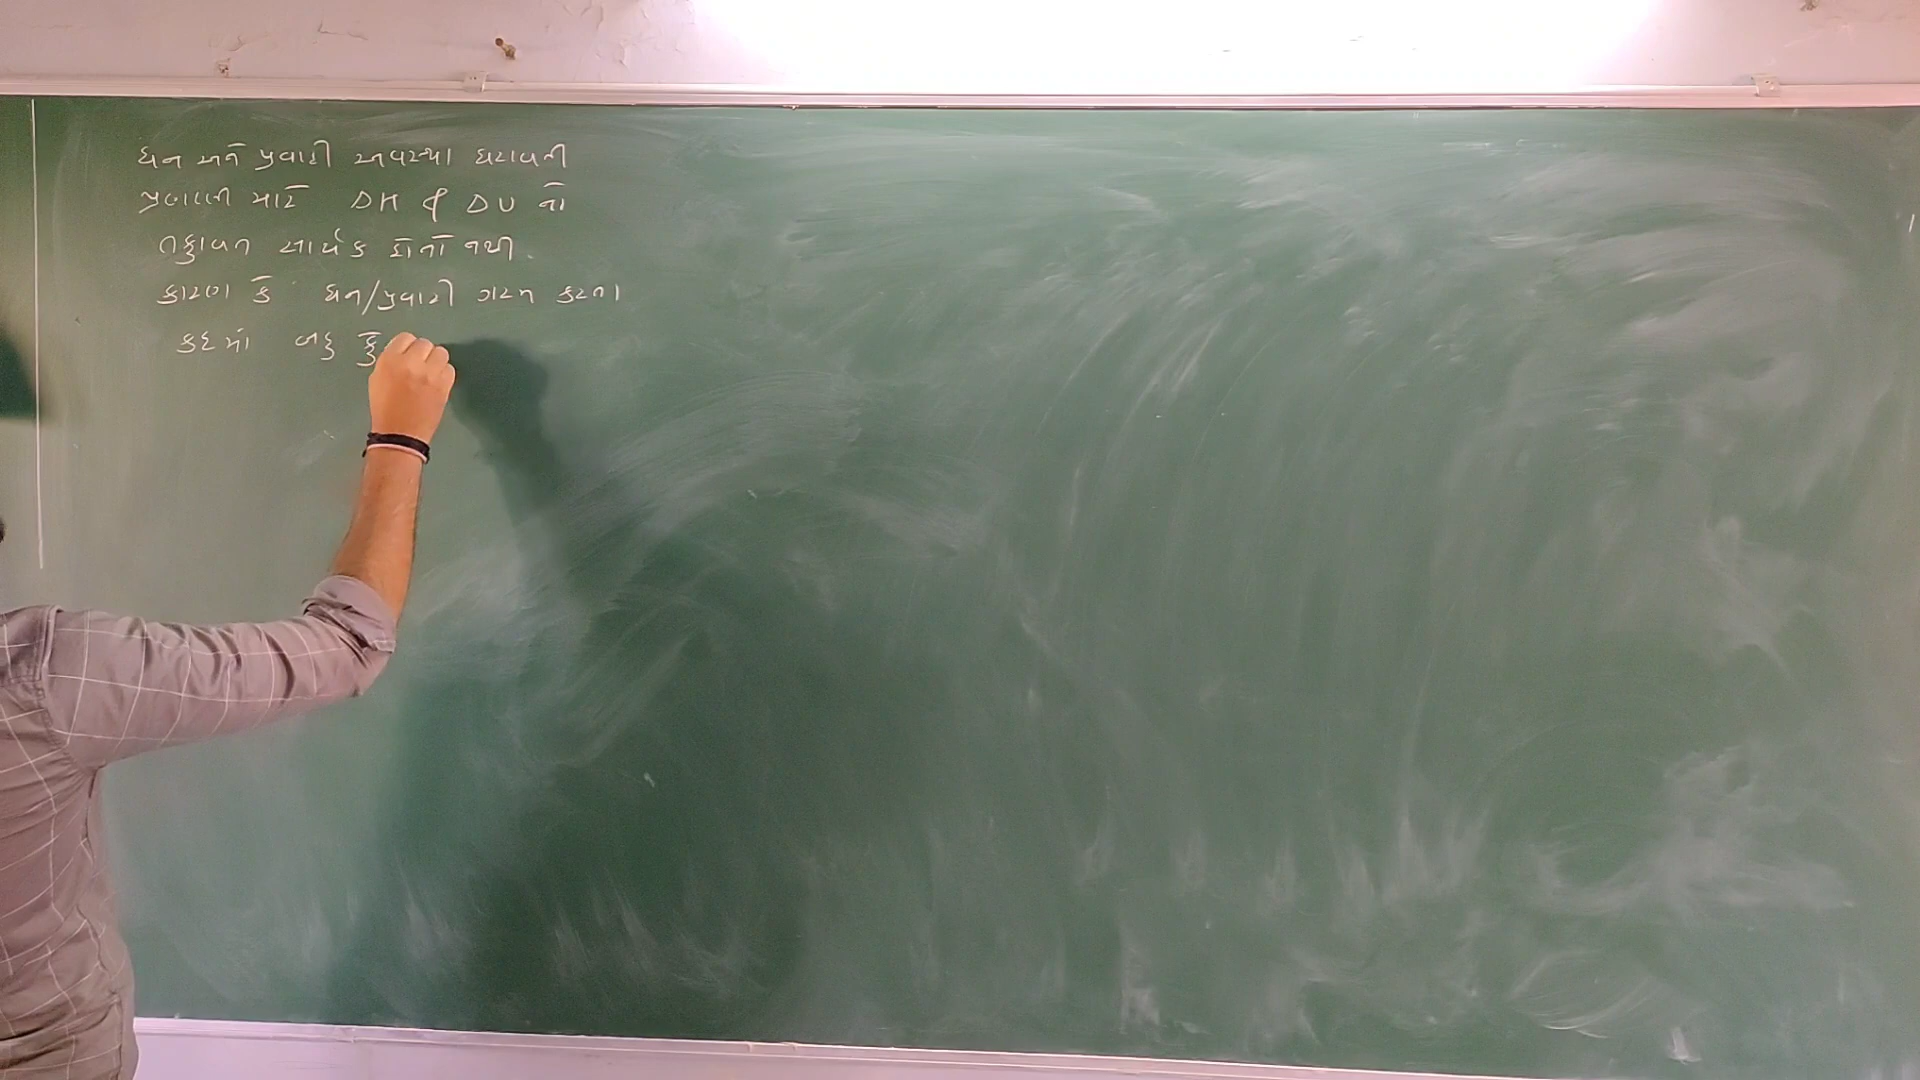 ઘન અને પ્રવાહી અવસ્થા ધરાવતી
પ્રણાલી માટે ΔH & ΔU નો
તફાવત સાર્થક હોતો નથી.
કારણ કે ઘન/પ્રવાહી ગરમ કરતા
કદમાં બહુ